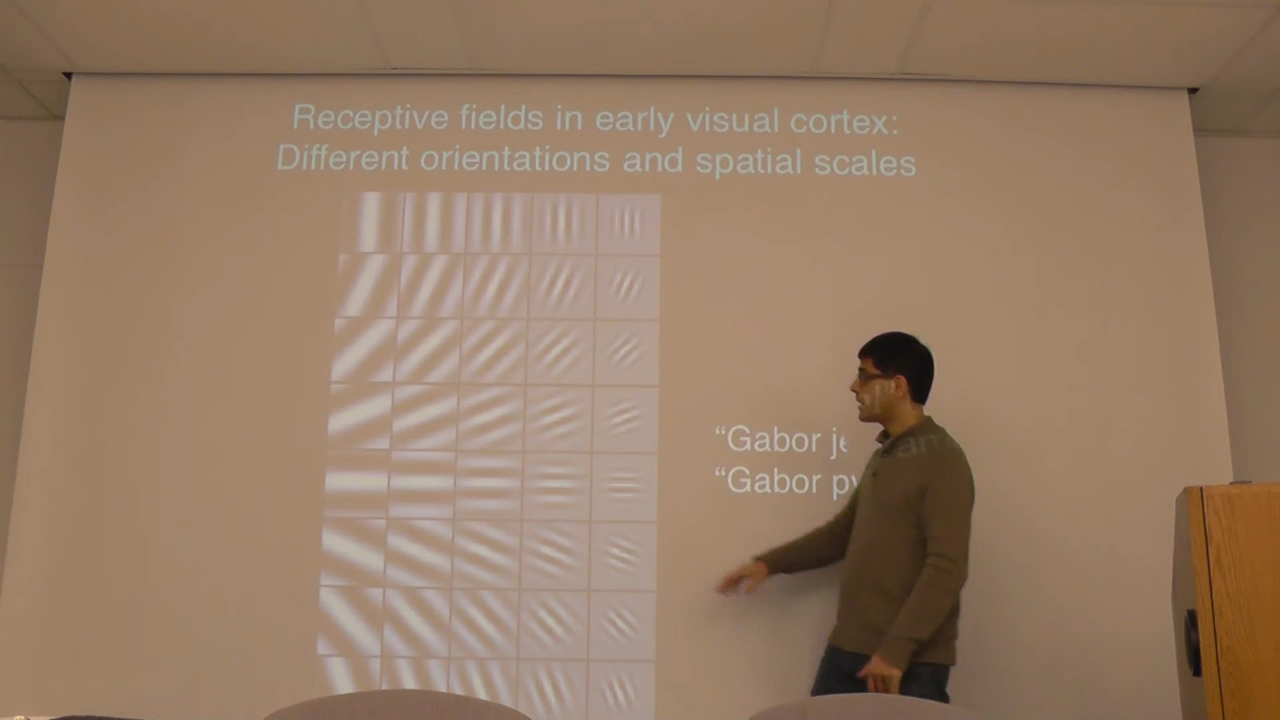 Receptive fields in early visual cortex:
Different orientations and spatial scales
“Gabor
“Gabor